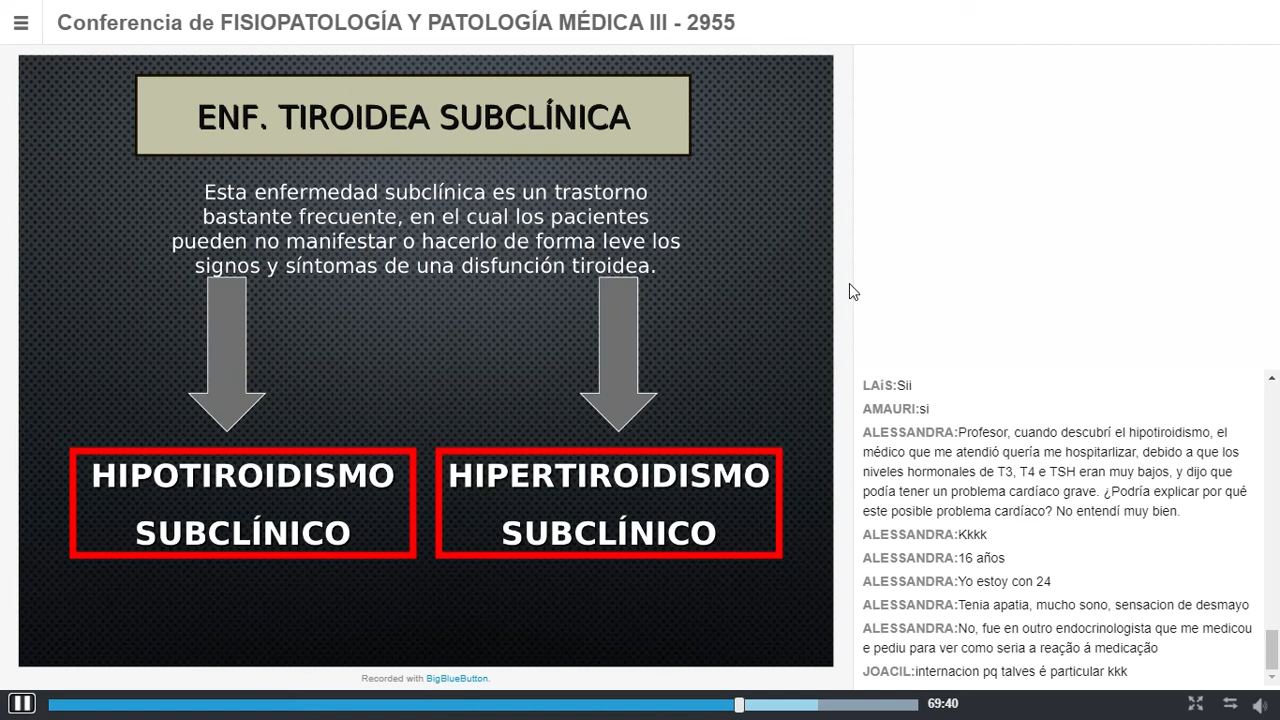 Conferencia de FISIOPATOLOGÍA Y PATOLOGÍA MÉDICA III - 2955
ENF. TIROIDEA SUBCLÍNICA
Esta enfermedad subclínica es un trastorno
bastante frecuente, en el cual los pacientes
pueden no manifestar o hacerlo de forma leve los
signos y síntomas de una disfunción tiroidea.
HIPOTIROIDISMO
SUBCLÍNICO
HIPERTIROIDISMO
SUBCLÍNICO
LAíS:Sii
AMAURI:si
ALESSANDRA:Profesor, cuando descubrí el hipotiroidismo, el
médico que me atendió quería me hospitarlizar, debido a que los
niveles hormonales de T3, T4 e TSH eran muy bajos, y dijo que
podía tener un problema cardíaco grave. ¿Podría explicar por qué
este posible problema cardíaco? No entendí muy bien.
ALESSANDRA:Kkkk
ALESSANDRA:16 años
ALESSANDRA:Yo estoy con 24
ALESSANDRA:Tenia apatia, mucho sono, sensacion de desmayo
ALESSANDRA:No, fue en outro endocrinologista que me medicou
e pediu para ver como seria a reação á medicação
JOACIL:internacion pq talves é particular kkk
Recorded with BigBlueButton.
69:40